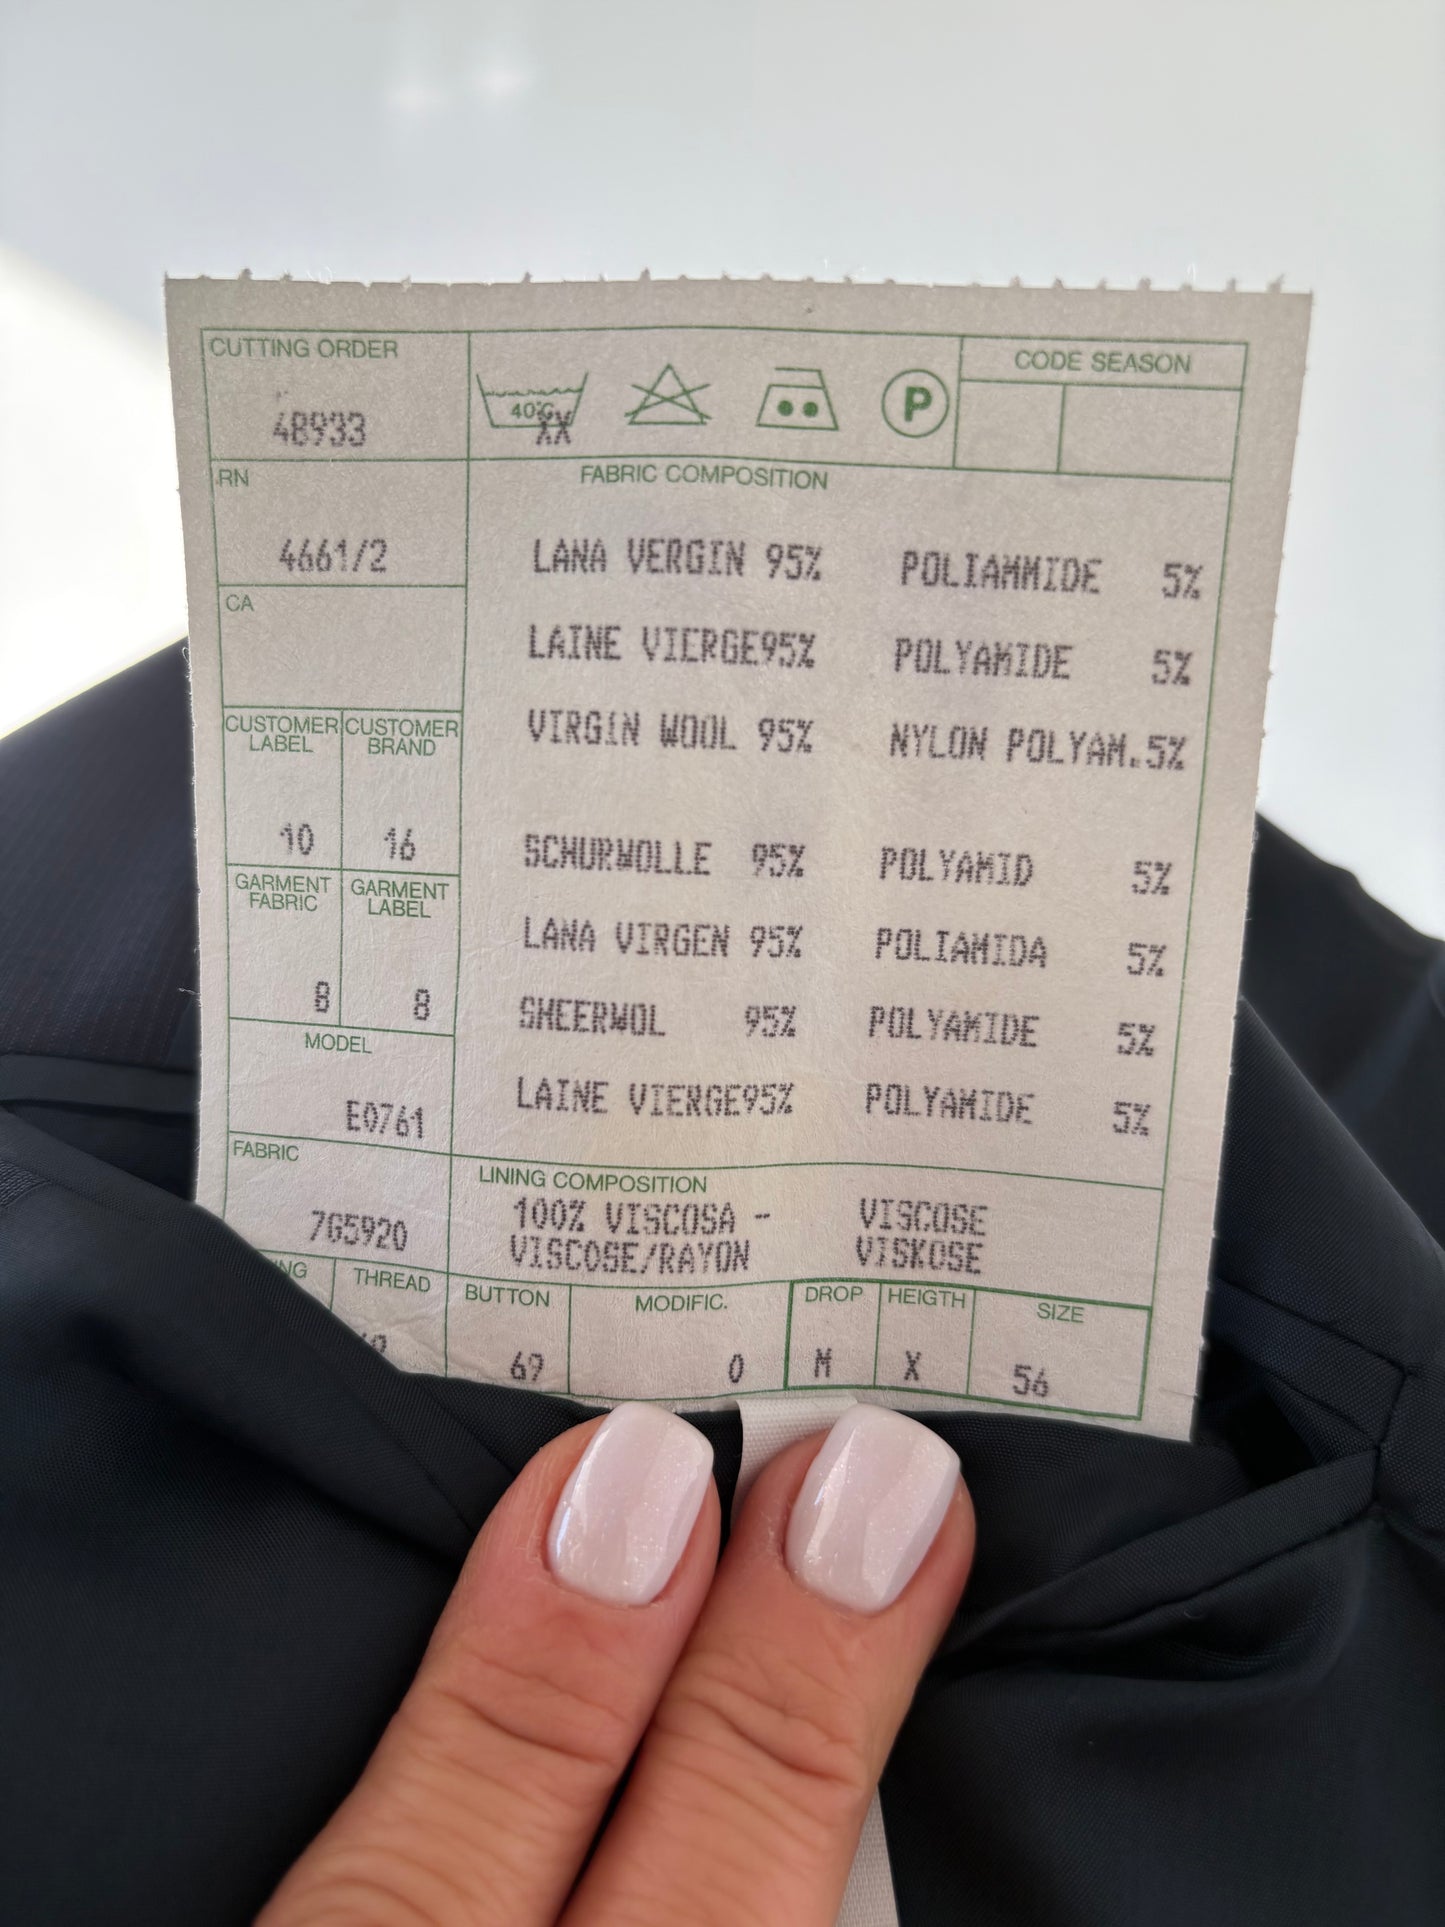 CUTTING ORDER
48933
40°C
XX
P
CODE SEASON
RN
4661/2
CA
CUSTOMER LABEL
10
CUSTOMER BRAND
16
GARMENT FABRIC
8
GARMENT LABEL
8
MODEL
E0761
FABRIC
7G5920
FABRIC COMPOSITION
LANA VERGIN 95% POLIAMMIDE 5%
LAINE VIERGE95% POLYAMIDE 5%
VIRGIN WOOL 95% NYLON POLYAM.5%
SCHURWOLLE 95% POLYAMID 5%
LANA VIRGEN 95% POLIAMIDA 5%
SHEERWOL 95% POLYAMIDE 5%
LAINE VIERGE95% POLYAMIDE 5%
LINING COMPOSITION
100% VISCOSA - VISCOSE
VISCOSE/RAYON VISKOSE
THREAD
BUTTON
69
MODIFIC.
0
DROP
M
HEIGTH
X
SIZE
56